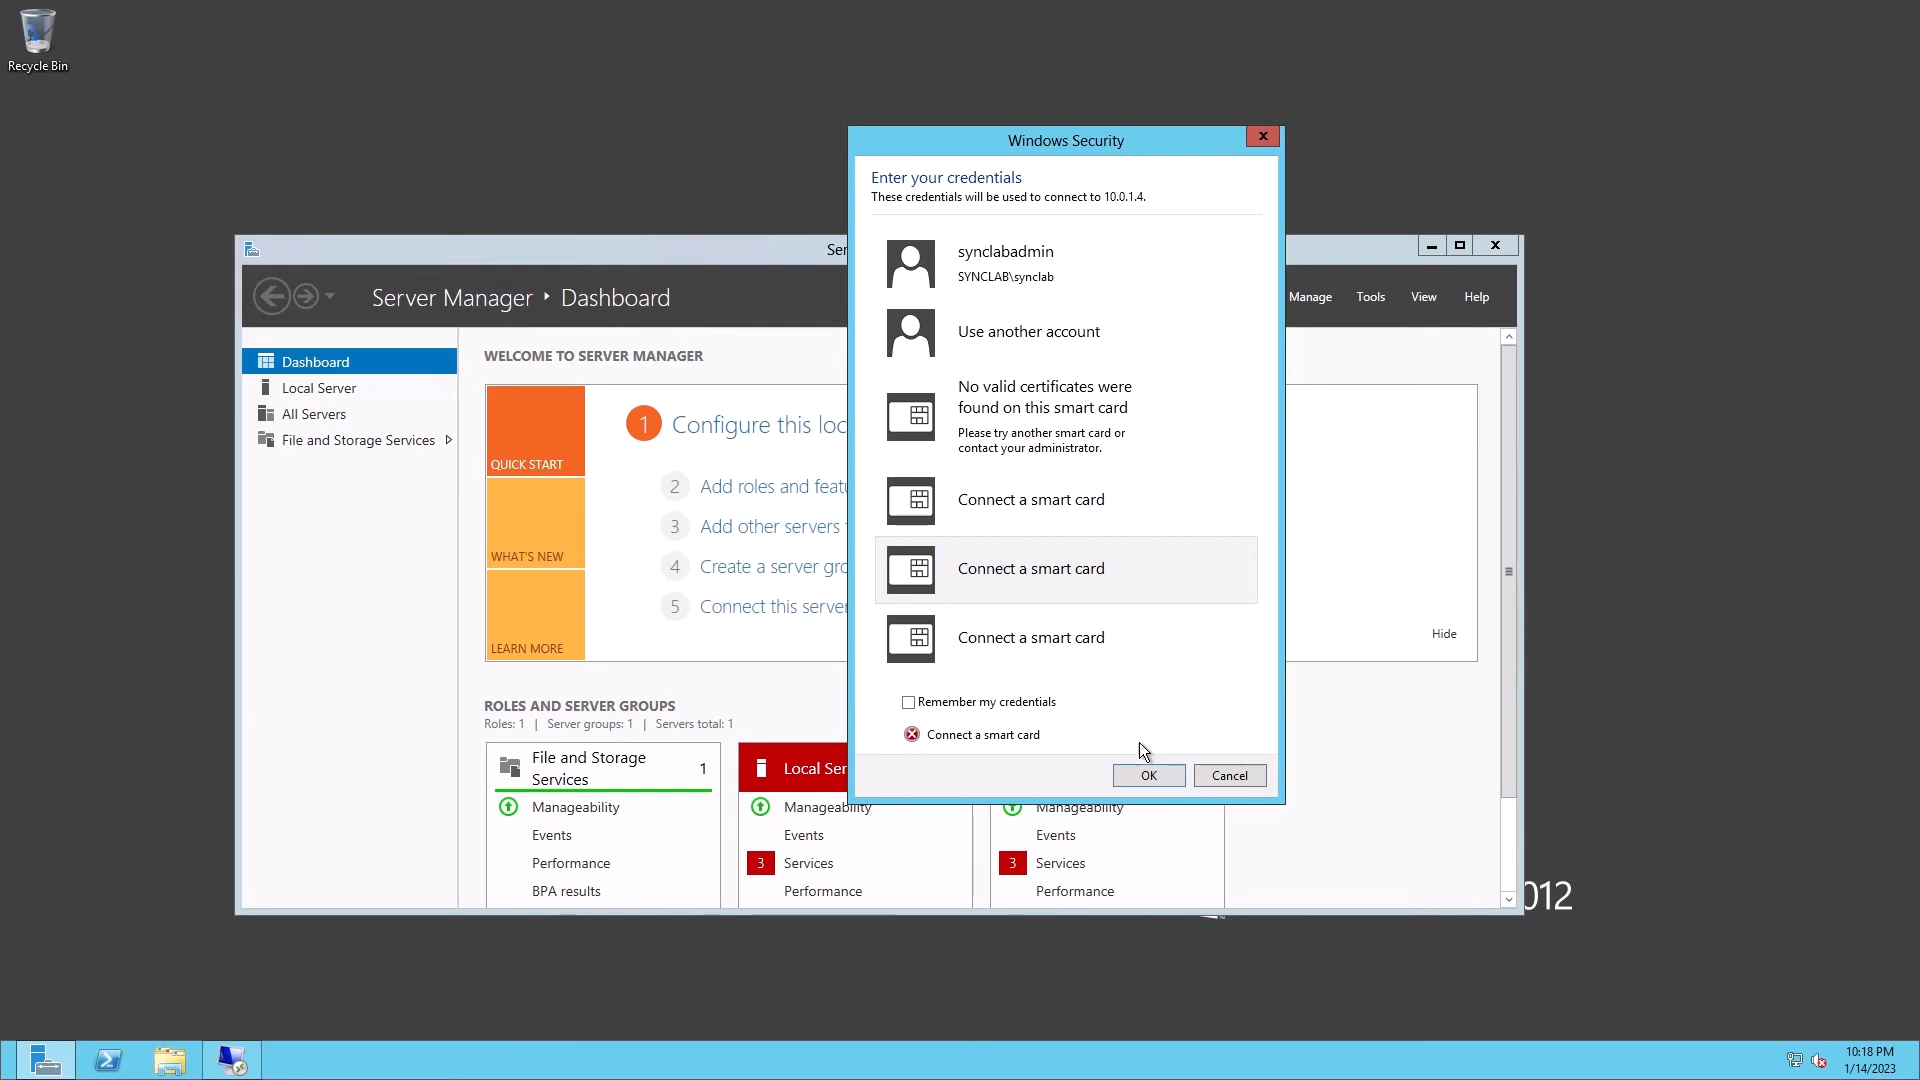 Recycle Bin
Windows Security
x
Enter your credentials
These credentials will be used to connect to 10.0.1.4.
synclabadmin
SYNCLAB\synclab
Use another account
No valid certificates were
found on this smart card
Please try another smart card or
contact your administrator.
Connect a smart card
Connect a smart card
Connect a smart card
Remember my credentials
Connect a smart card
OK
Cancel
Ser
Server Manager
Dashboard
Manage
Tools
View
Help
Dashboard
Local Server
All Servers
File and Storage Services
WELCOME TO SERVER MANAGER
QUICK START
WHAT'S NEW
LEARN MORE
1 Configure this loc
2 Add roles and featu
3 Add other servers
4 Create a server gro
5 Connect this server
Hide
ROLES AND SERVER GROUPS
Roles: 1 | Server groups: 1 | Servers total: 1
File and Storage
Services
1
Manageability
Events
Performance
BPA results
Local Ser
Manageability
Events
3 Services
Performance
Manageability
Events
3 Services
Performance
012
10:18 PM
1/14/2023